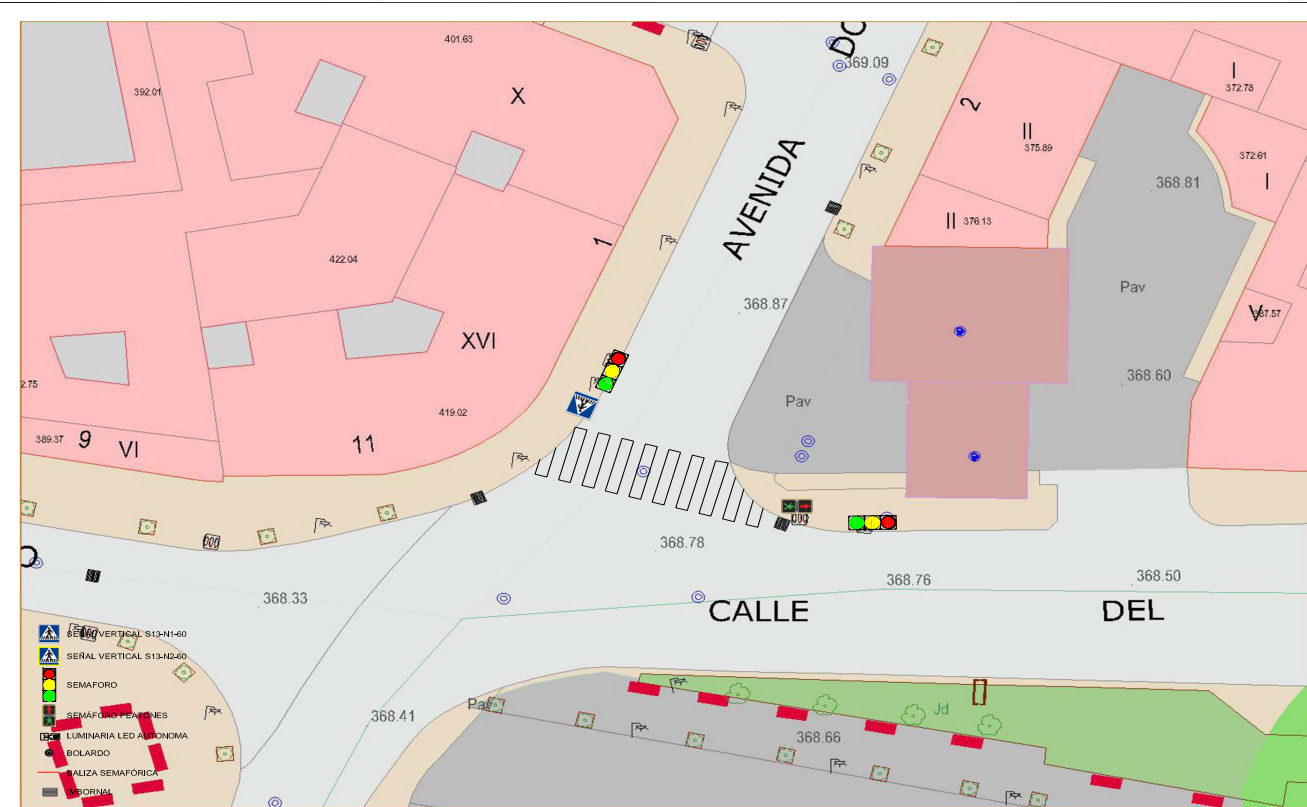 401.63
DO
369.09
392.01
X
2
II
375.89
I
372.78
372.61
I
368.81
AVENIDA
II 376.13
1
422.04
368.87
Pav
V
XVI
2.75
368.60
Pav
419.02
389.37
9
VI
11
368.78
368.76
368.50
368.33
CALLE
DEL
SEÑAL VERTICAL S13-N1-60
SEÑAL VERTICAL S13-N2-60
SEMAFORO
SEMÁFORO PEATONES
LUMINARIA LED AUTONOMA
BOLARDO
BALIZA SEMAFÓRICA
IMBORNAL
368.41
Pav
Jd
368.66